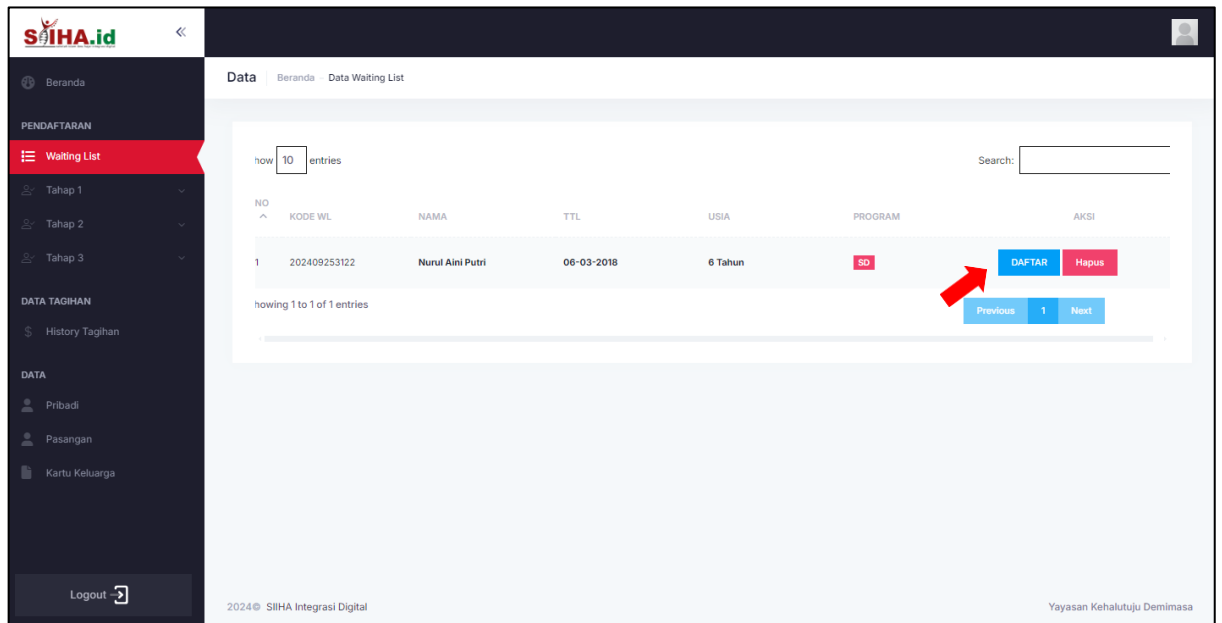 SIIHA.id
Beranda
Data Beranda - Data Waiting List
PENDAFTARAN
Waiting List
Tahap 1
Tahap 2
Tahap 3
DATA TAGIHAN
$ History Tagihan
DATA
Pribadi
Pasangan
Kartu Keluarga
Logout
how 10 entries
Search:
NO KODE WL NAMA TTL USIA PROGRAM AKSI
1 202409253122 Nurul Aini Putri 06-03-2018 6 Tahun SD DAFTAR Hapus
howing 1 to 1 of 1 entries
Previous 1 Next
2024© SIIHA Integrasi Digital
Yayasan Kehalutuju Demimasa